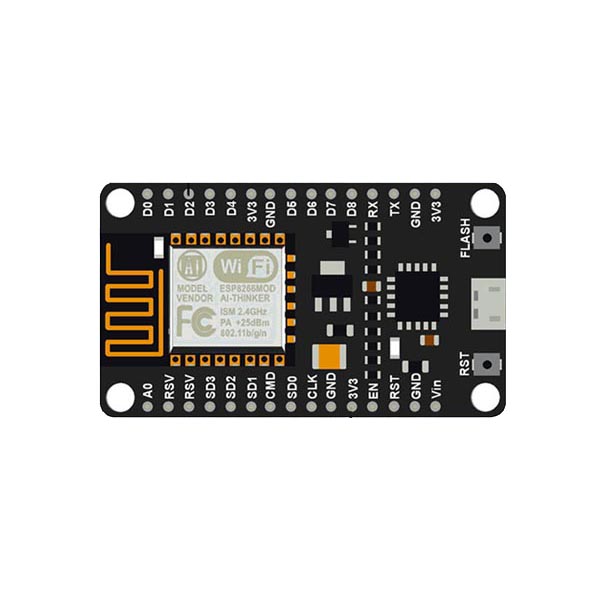 D0 D1 D2 D3 D4 3V3 GND D5 D6 D7 D8 RX TX GND 3V3
FLASH
Ai WiFi
MODEL ESP8266MOD
VENDOR AI-THINKER
FC ISM 2.4GHz
PA +25dBm
802.11b/g/n
RST
A0 RSV RSV SD3 SD2 SD1 CMD SD0 CLK GND 3V3 EN RST GND Vin